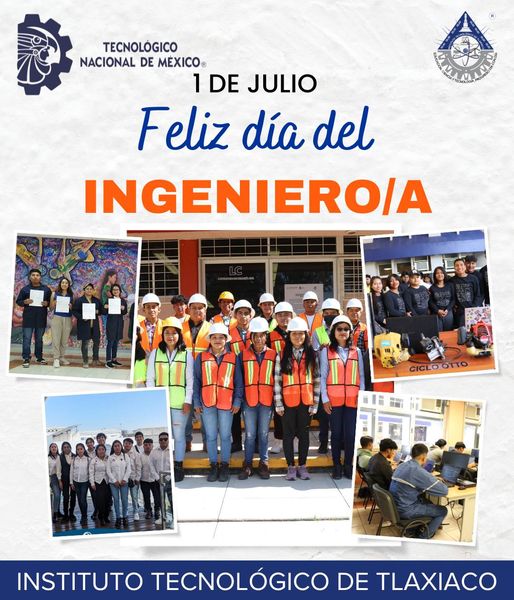 TECNOLÓGICO
NACIONAL DE MÉXICO®
1 DE JULIO
Feliz día del
INGENIERO/A
LC
CICLO OTTO
INSTITUTO TECNOLÓGICO DE TLAXIACO